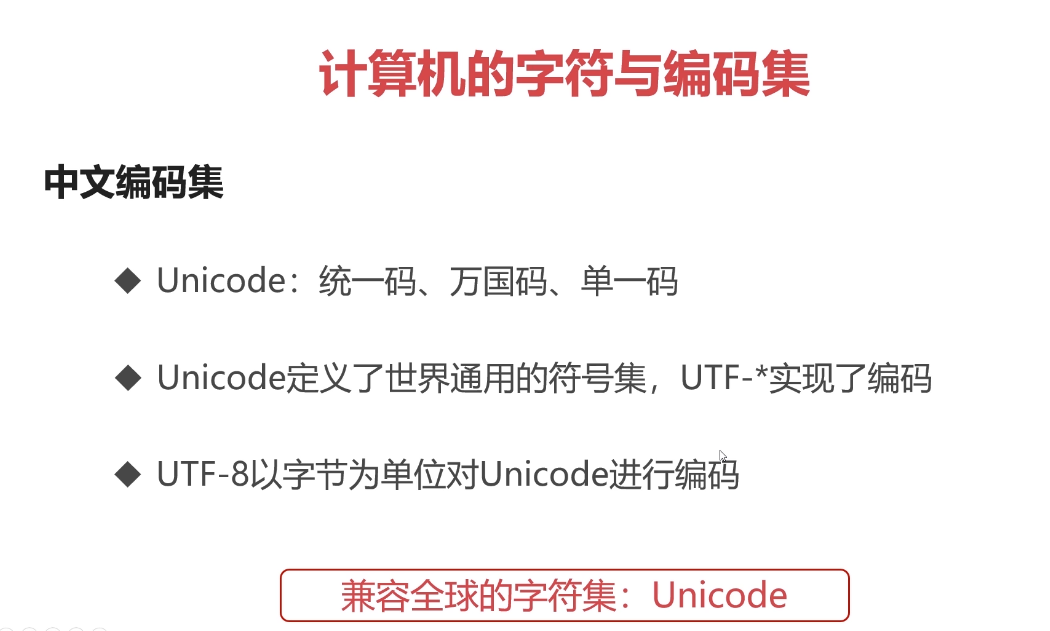 计算机的字符与编码集
中文编码集
◆ Unicode：统一码、万国码、单一码
◆ Unicode定义了世界通用的符号集，UTF-*实现了编码
◆ UTF-8以字节为单位对Unicode进行编码
兼容全球的字符集：Unicode